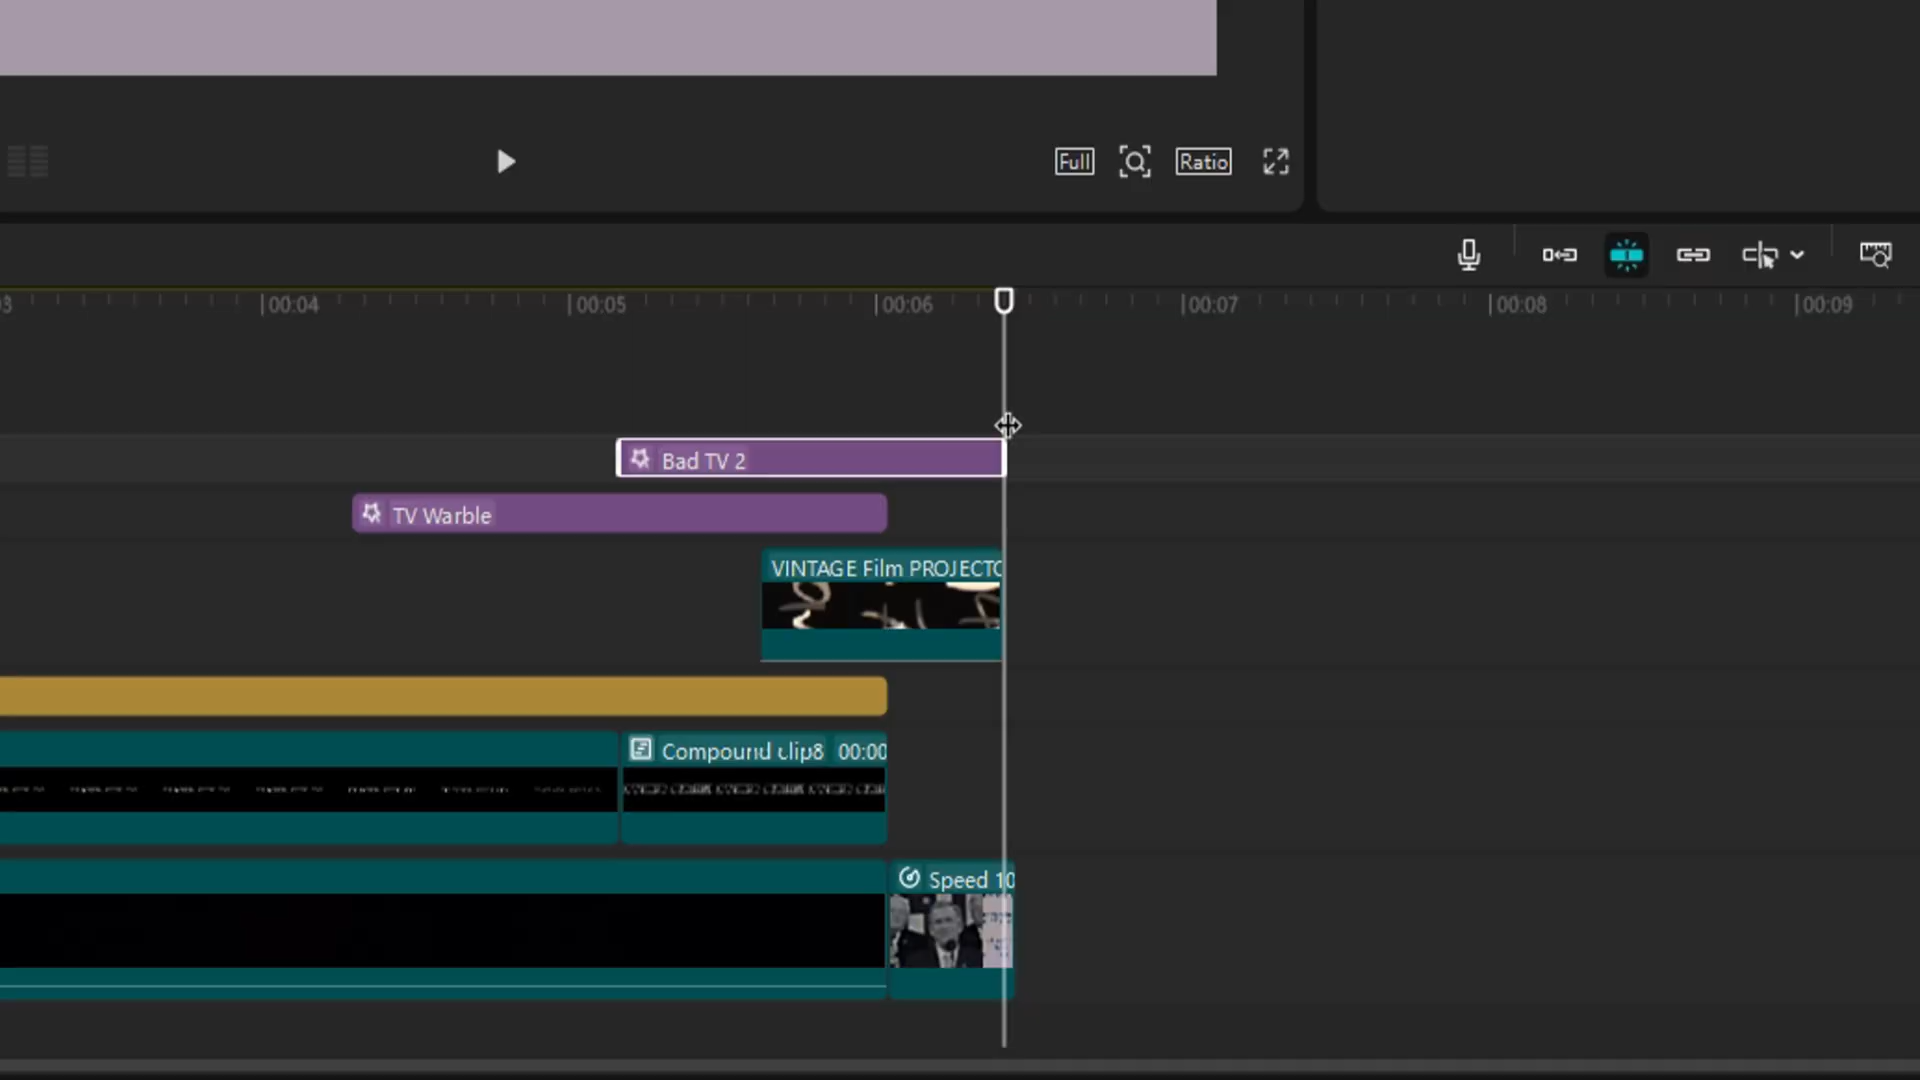 Full
Ratio
00:04 00:05 00:06 00:07 00:08 00:09
Bad TV 2
TV Warble
VINTAGE Film PROJECTO
Compound clip8 00:00
Speed 10